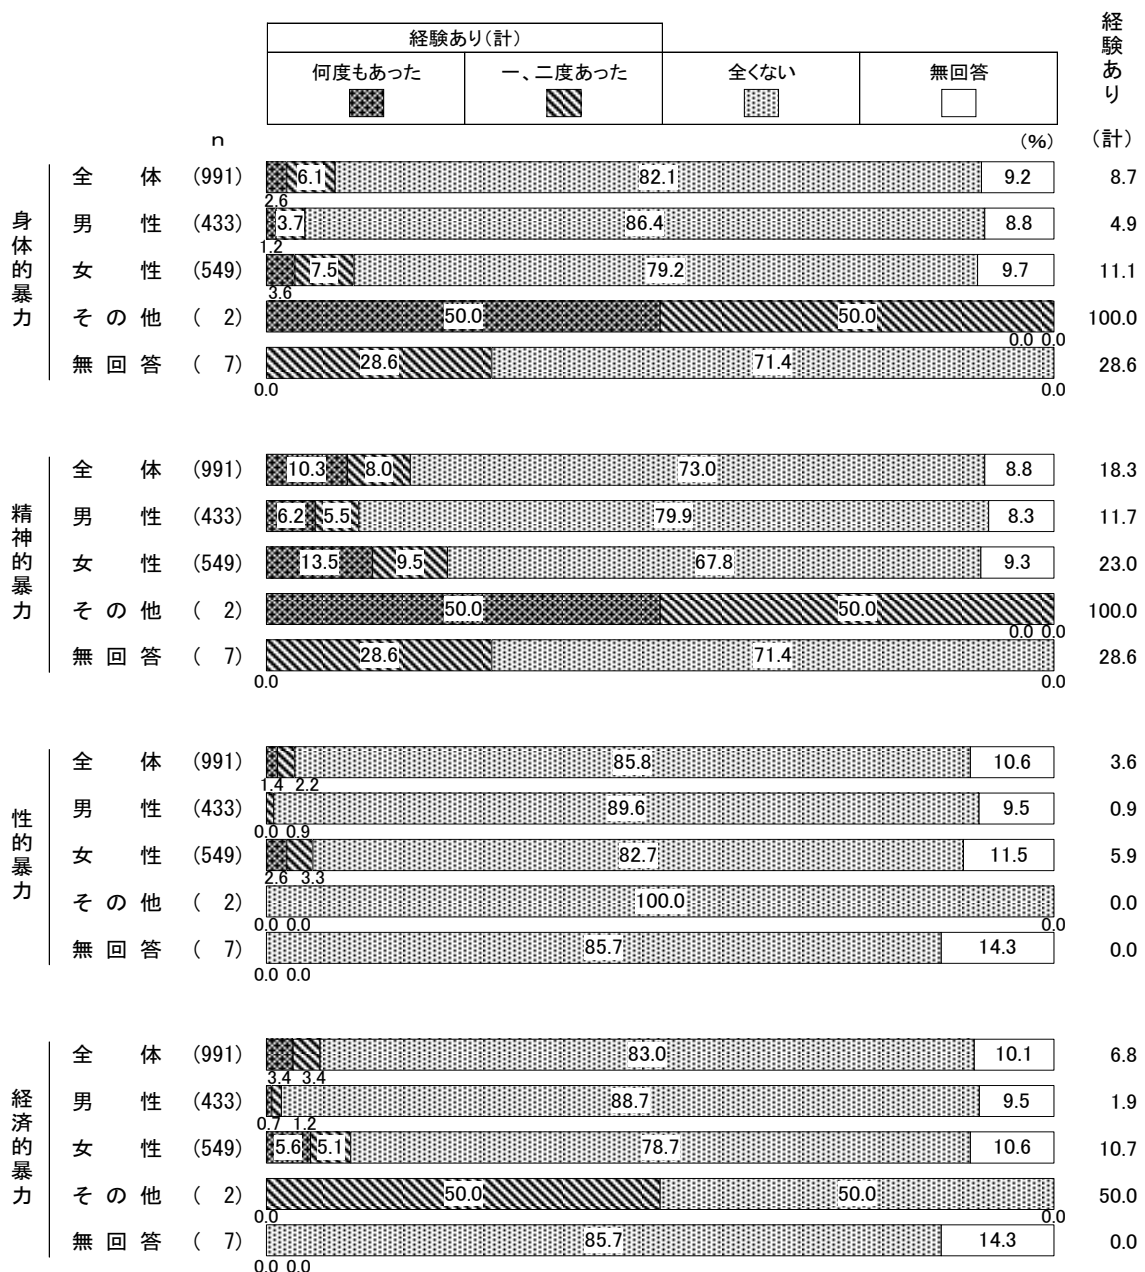 経験あり(計)
何度もあった 一、二度あった 全くない 無回答
経験あり(計)
n (%)
身体的暴力
全体 (991) 6.1 82.1 9.2 8.7
2.6
男性 (433) 3.7 86.4 8.8 4.9
1.2
女性 (549) 7.5 79.2 9.7 11.1
3.6
その他 ( 2) 50.0 50.0 100.0
0.0 0.0
無回答 ( 7) 28.6 71.4 28.6
0.0 0.0
精神的暴力
全体 (991) 10.3 8.0 73.0 8.8 18.3
男性 (433) 6.2 5.5 79.9 8.3 11.7
女性 (549) 13.5 9.5 67.8 9.3 23.0
その他 ( 2) 50.0 50.0 100.0
0.0 0.0
無回答 ( 7) 28.6 71.4 28.6
0.0 0.0
性的暴力
全体 (991) 85.8 10.6 3.6
1.4 2.2
男性 (433) 89.6 9.5 0.9
0.0 0.9
女性 (549) 82.7 11.5 5.9
2.6 3.3
その他 ( 2) 100.0 0.0
0.0 0.0 0.0
無回答 ( 7) 85.7 14.3 0.0
0.0 0.0
経済的暴力
全体 (991) 83.0 10.1 6.8
3.4 3.4
男性 (433) 88.7 9.5 1.9
0.7 1.2
女性 (549) 5.6 5.1 78.7 10.6 10.7
その他 ( 2) 50.0 50.0 50.0
0.0 0.0
無回答 ( 7) 85.7 14.3 0.0
0.0 0.0